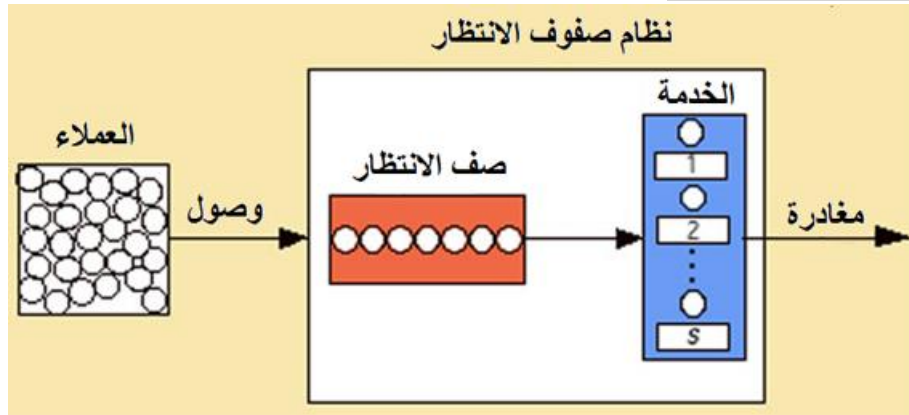 نظام صفوف الانتظار
الخدمة
العملاء
صف الانتظار
وصول
مغادرة
1
2
s